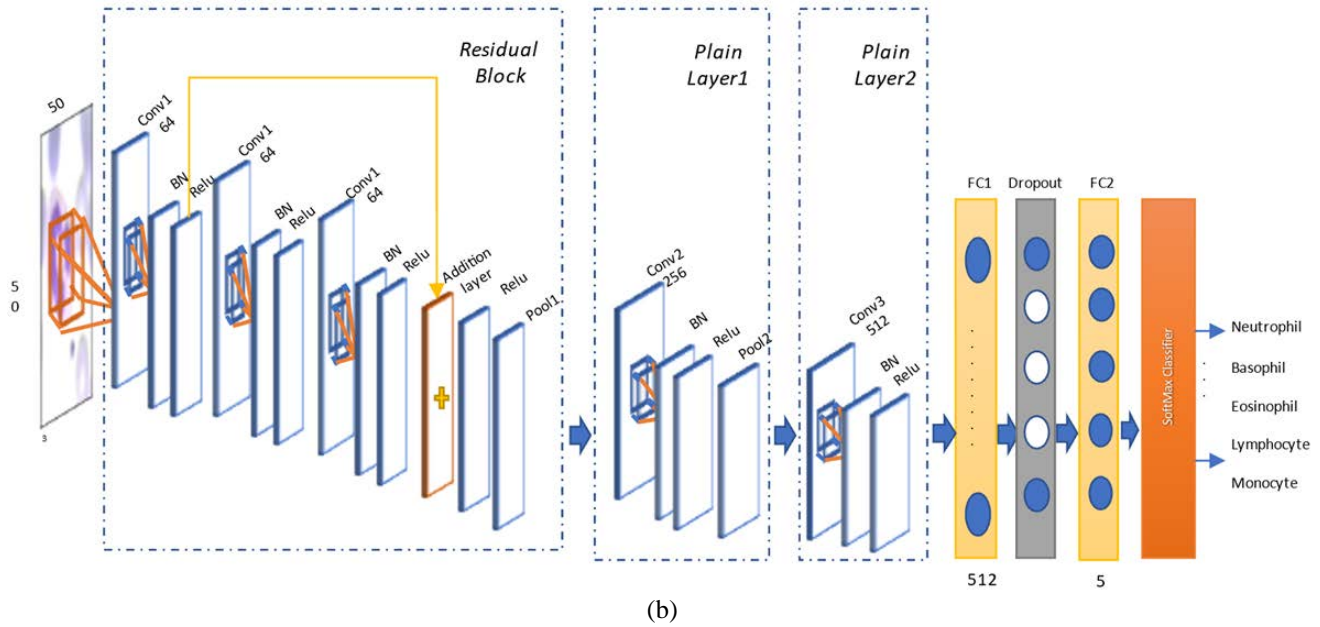 Residual
Block
Plain
Layer1
Plain
Layer2
50
5
0
3
Conv1
64
BN
Relu
Conv1
64
BN
Relu
Conv1
64
BN
Relu
Addition
layer
Relu
Pool1
Conv2
256
BN
Relu
Pool2
Conv3
512
BN
Relu
FC1
Dropout
FC2
SoftMax Classifier
Neutrophil
Basophil
Eosinophil
Lymphocyte
Monocyte
512
5
(b)